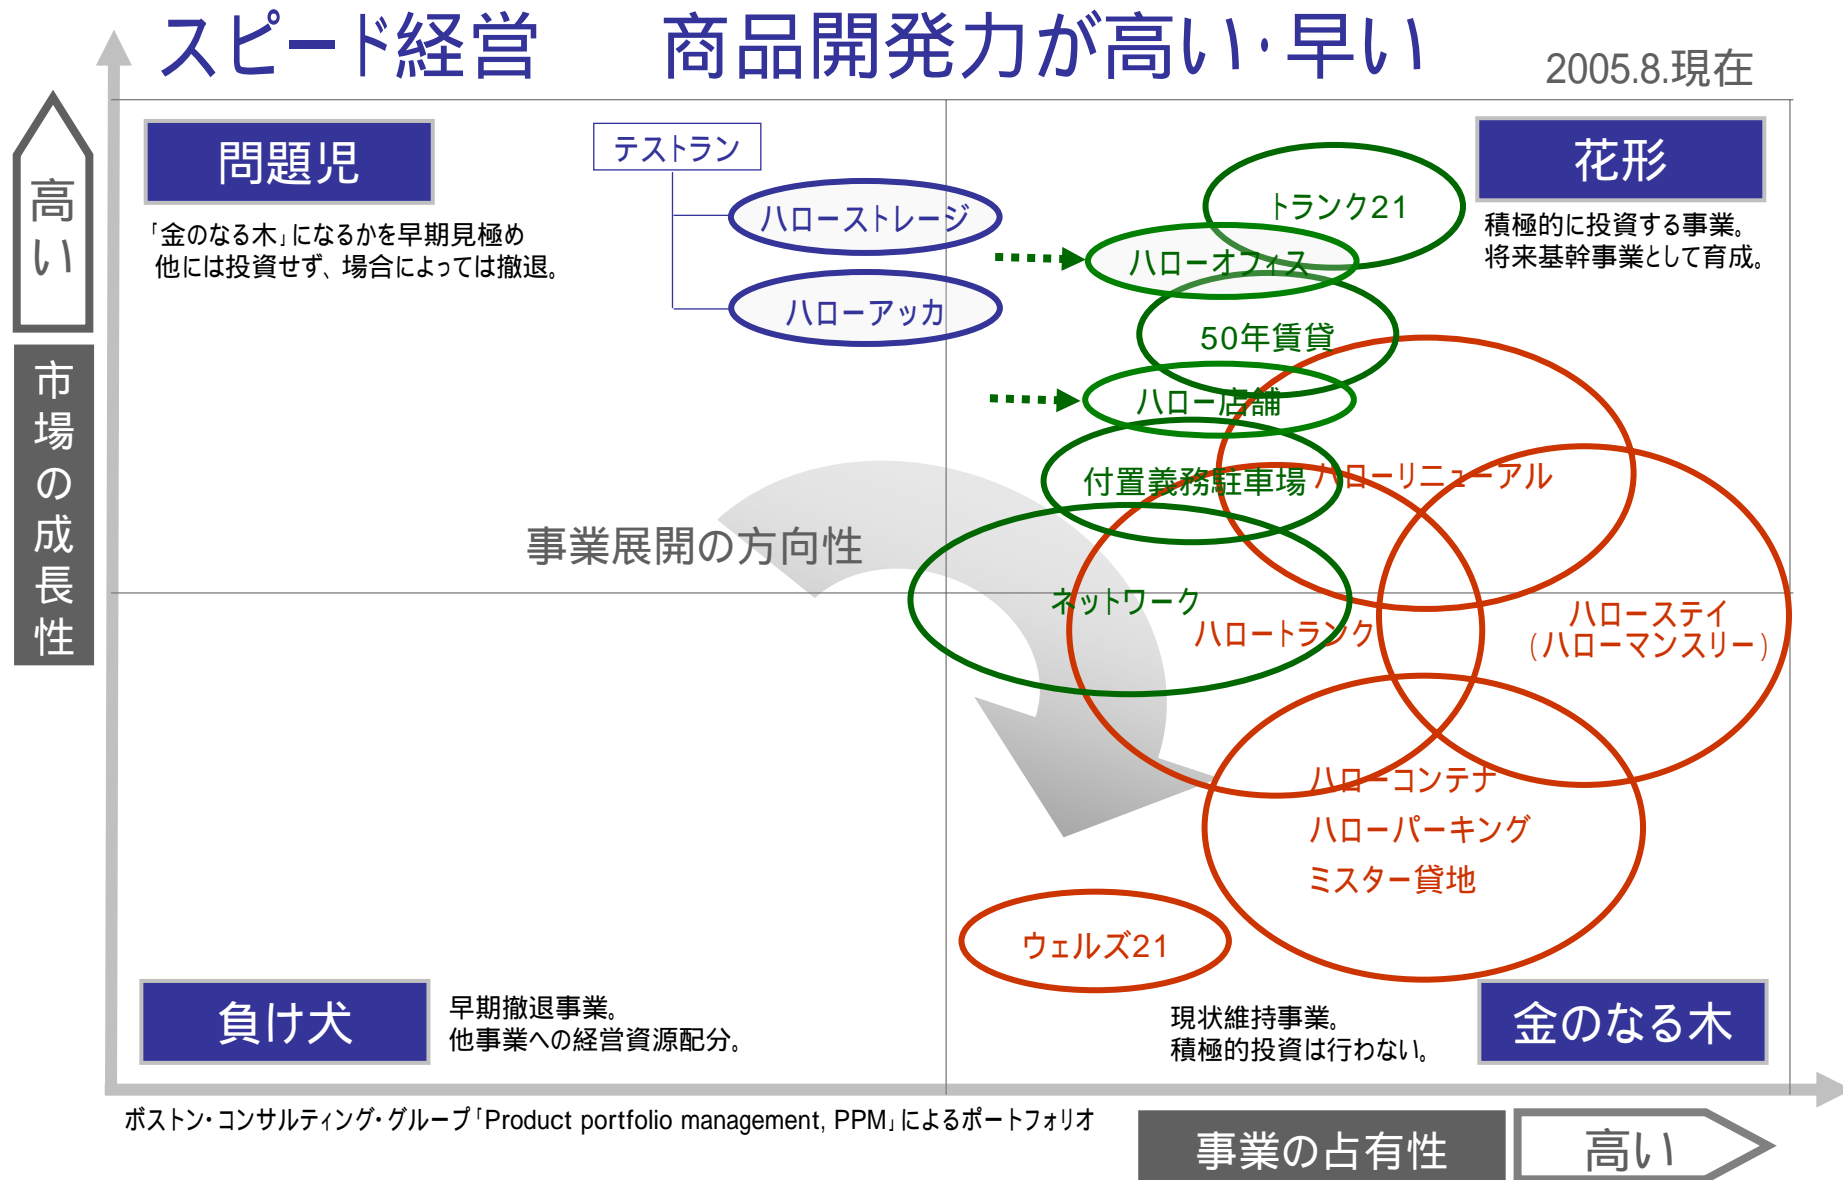 スピード経営　商品開発力が高い・早い
2005.8.現在
高い
市場の成長性
問題児
「金のなる木」になるかを早期見極め
他には投資せず、場合によっては撤退。
テストラン
ハローストレージ
ハローアッカ
花形
積極的に投資する事業。
将来基幹事業として育成。
トランク21
ハローオフィス
50年賃貸
ハロー店舗
付置義務駐車場
ハローリニューアル
事業展開の方向性
ネットワーク
ハロートランク
ハローステイ
(ハローマンスリー)
ハローコンテナ
ハローパーキング
ミスター貸地
ウェルズ21
負け犬
早期撤退事業。
他事業への経営資源配分。
現状維持事業。
積極的投資は行わない。
金のなる木
ボストン・コンサルティング・グループ「Product portfolio management, PPM」によるポートフォリオ
事業の占有性
高い